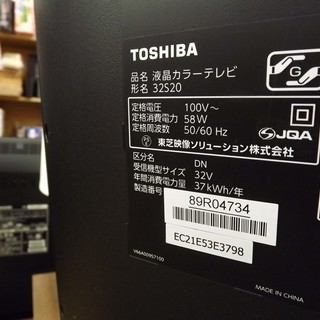 TOSHIBA
品名 液晶カラーテレビ
形名 32S20
定格電圧 100V～
定格消費電力 58W
定格周波数 50/60 Hz
JQA
東芝映像ソリューション株式会社
区分 DN
受信機型サイズ 32V
年間消費電力量 37kWh/年
製造番号
89R04734
EC21E53E3798
G